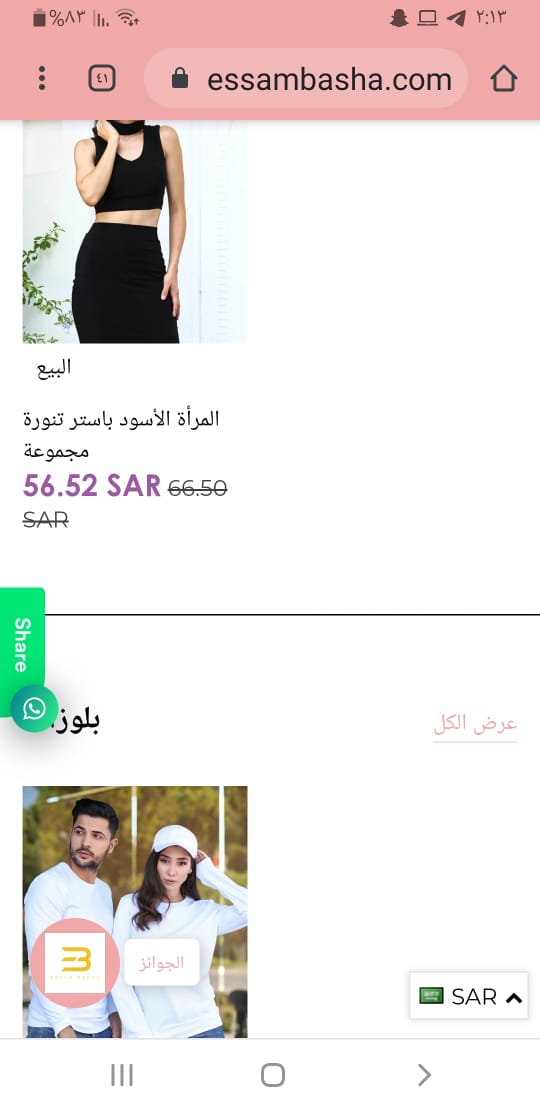 %٨٣ ٢:١٣
٤١ essambasha.com
البيع
المرأة الأسود باستر تنورة
مجموعة
56.52 SAR 66.50
SAR
Share
عرض الكل
الجوائز
SAR